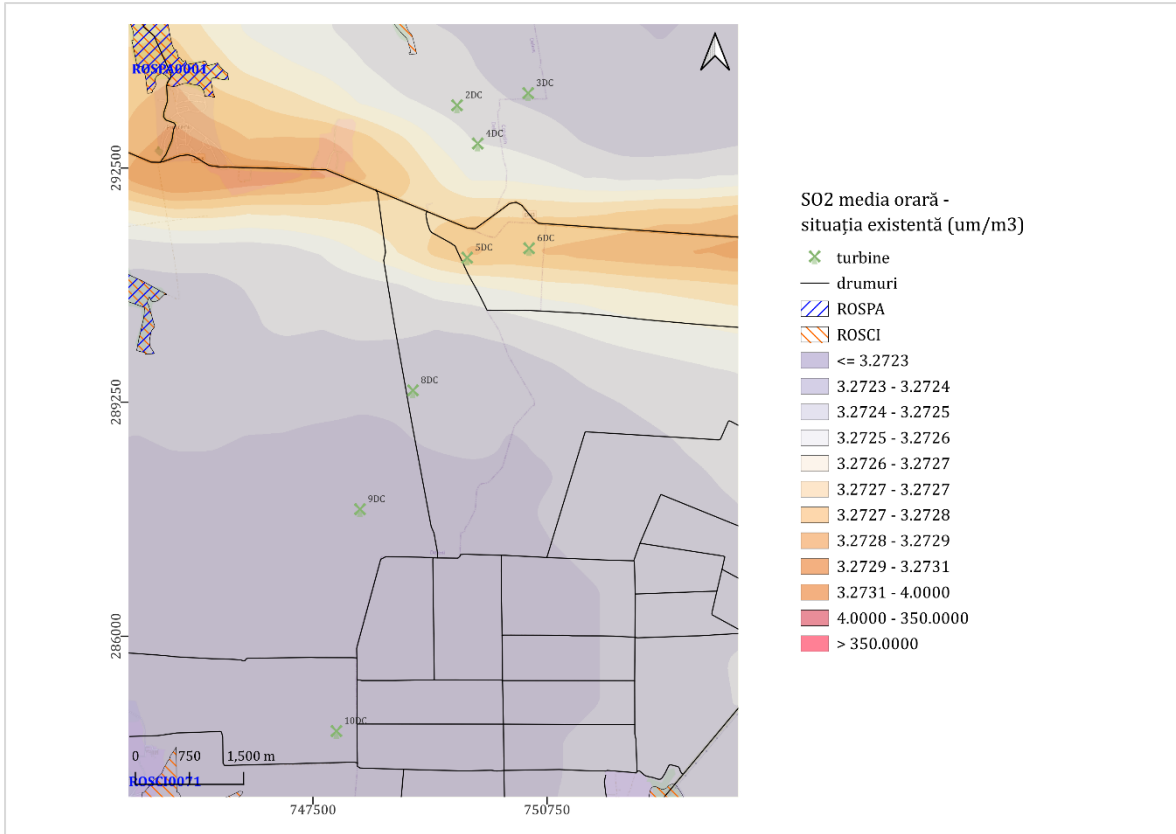 ROSPA0001
2DC
3DC
4DC
5DC
6DC
8DC
9DC
10DC
292500
289250
286000
0 750 1,500 m
ROSCI0071
747500 750750
SO2 media orară -
situația existentă (um/m3)
turbine
drumuri
ROSPA
ROSCI
<= 3.2723
3.2723 - 3.2724
3.2724 - 3.2725
3.2725 - 3.2726
3.2726 - 3.2727
3.2727 - 3.2727
3.2727 - 3.2728
3.2728 - 3.2729
3.2729 - 3.2731
3.2731 - 4.0000
4.0000 - 350.0000
> 350.0000